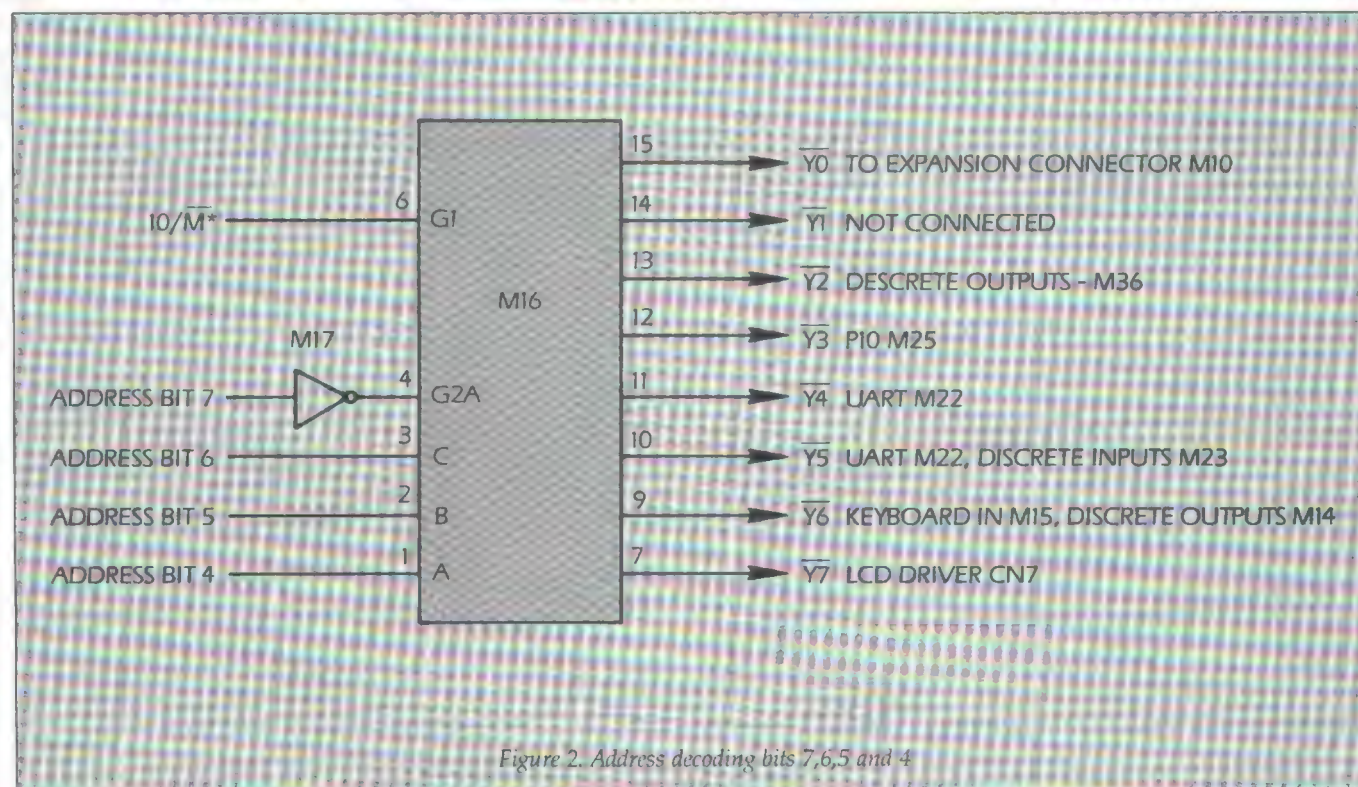 15
Y0 TO EXPANSION CONNECTOR M10
6
10/M*
G1
14
Y1 NOT CONNECTED
13
Y2 DESCRETE OUTPUTS - M36
M16
12
Y3 P10 M25
M17
ADDRESS BIT 7
4
G2A
11
Y4 UART M22
ADDRESS BIT 6
3
C
10
Y5 UART M22, DISCRETE INPUTS M23
ADDRESS BIT 5
2
B
9
Y6 KEYBOARD IN M15, DISCRETE OUTPUTS M14
ADDRESS BIT 4
1
A
7
Y7 LCD DRIVER CN7
Figure 2. Address decoding bits 7,6,5 and 4